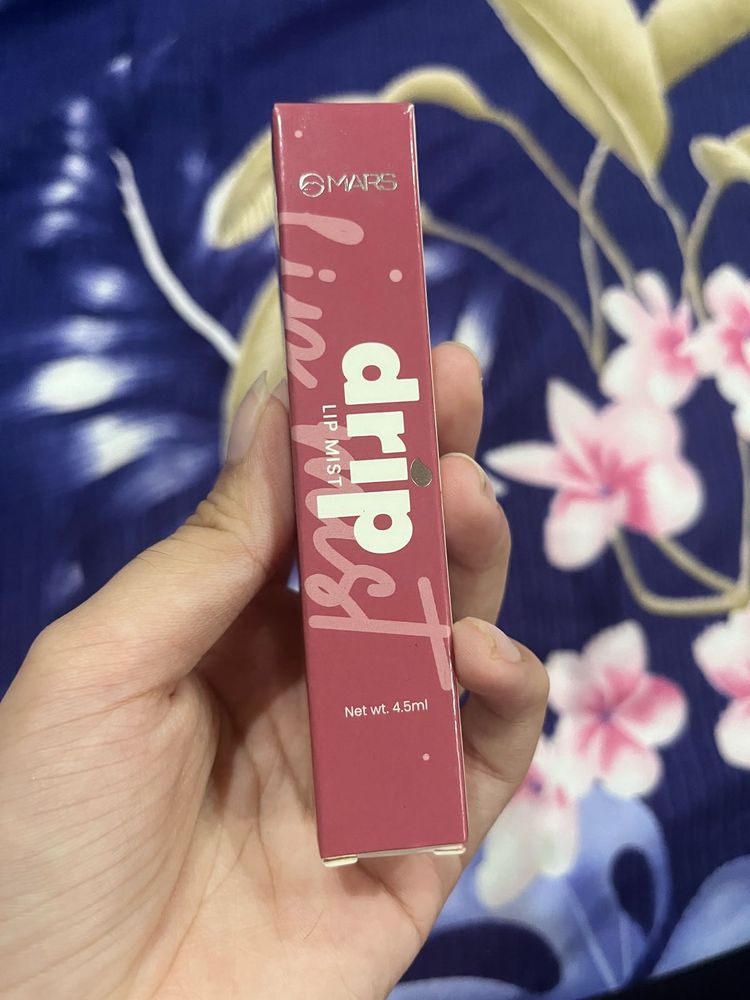 MARS
lip mist
drip
LIP MIST
Net wt. 4.5ml